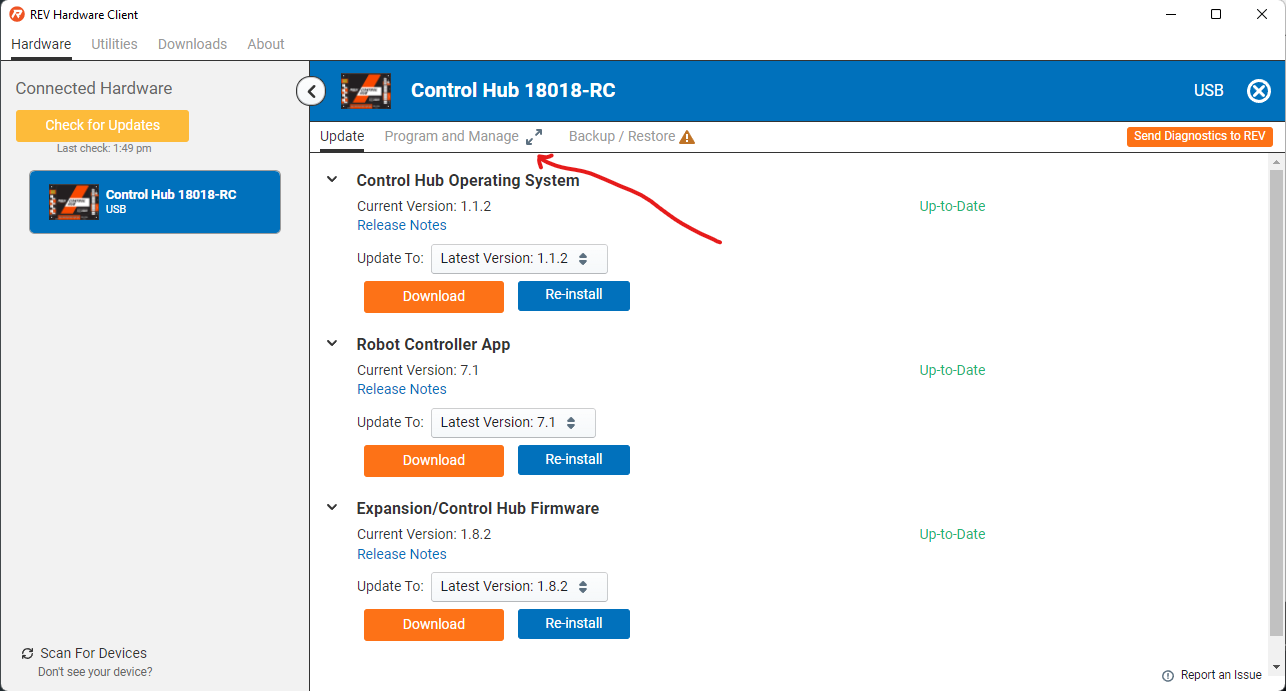 REV Hardware Client
Hardware Utilities Downloads About
Connected Hardware
Check for Updates
Last check: 1:49 pm
Control Hub 18018-RC
USB
Control Hub 18018-RC USB
Update Program and Manage Backup / Restore Send Diagnostics to REV
Control Hub Operating System
Current Version: 1.1.2 Up-to-Date
Release Notes
Update To: Latest Version: 1.1.2
Download Re-install
Robot Controller App
Current Version: 7.1 Up-to-Date
Release Notes
Update To: Latest Version: 7.1
Download Re-install
Expansion/Control Hub Firmware
Current Version: 1.8.2 Up-to-Date
Release Notes
Update To: Latest Version: 1.8.2
Download Re-install
Scan For Devices
Don't see your device?
Report an Issue